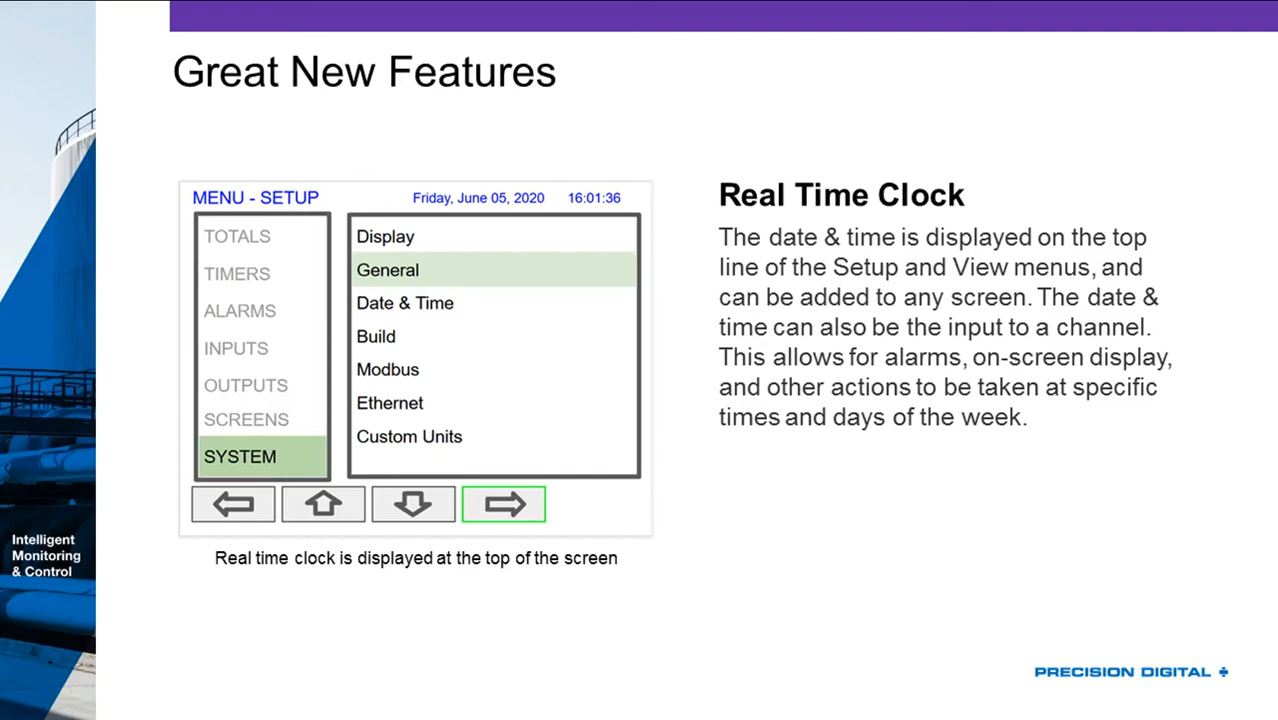 Great New Features
MENU - SETUP
Friday, June 05, 2020
16:01:36
TOTALS
TIMERS
ALARMS
INPUTS
OUTPUTS
SCREENS
SYSTEM
Display
General
Date & Time
Build
Modbus
Ethernet
Custom Units
Real time clock is displayed at the top of the screen
Real Time Clock
The date & time is displayed on the top
line of the Setup and View menus, and
can be added to any screen. The date &
time can also be the input to a channel.
This allows for alarms, on-screen display,
and other actions to be taken at specific
times and days of the week.
Intelligent
Monitoring
& Control
PRECISION DIGITAL